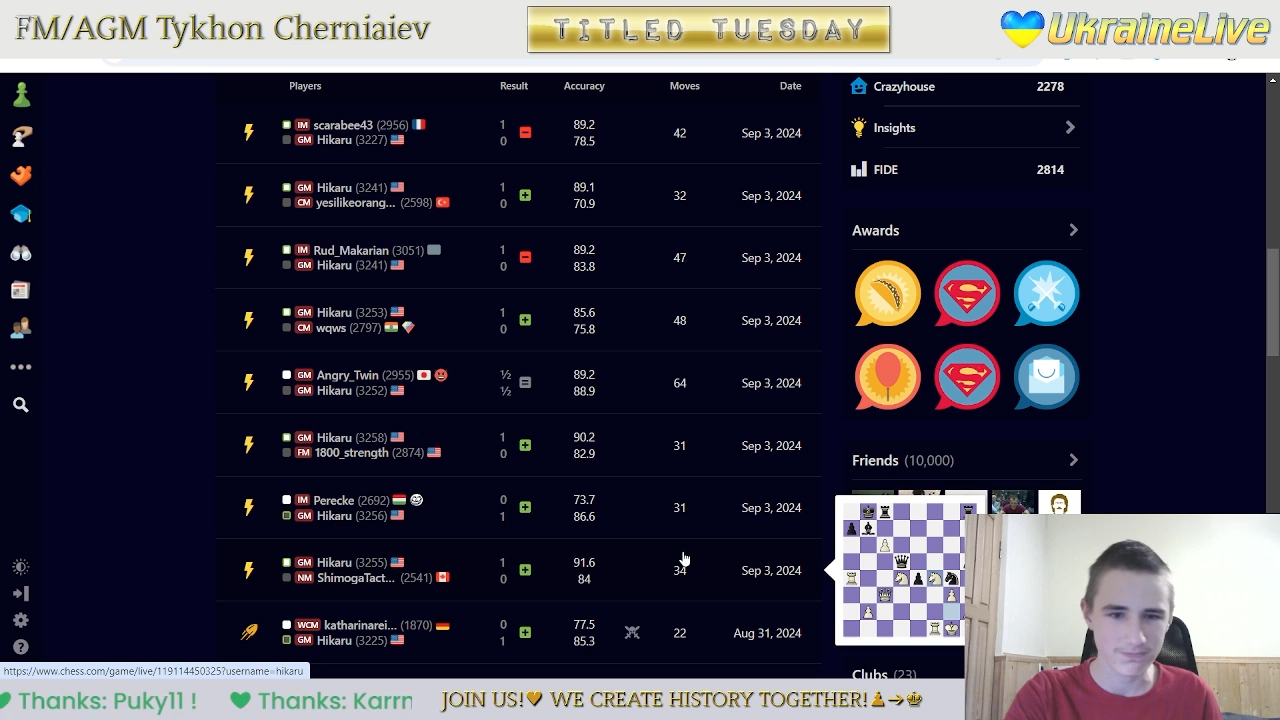 FM/AGM Tykhon Cherniaiev
TITLED TUESDAY
UkraineLive
Players Result Accuracy Moves Date
IM scarabee43 (2956) 1 89.2 42 Sep 3, 2024
GM Hikaru (3227) 0 78.5
GM Hikaru (3241) 1 89.1 32 Sep 3, 2024
CM yesilikeorang... (2598) 0 70.9
IM Rud_Makarian (3051) 1 89.2 47 Sep 3, 2024
GM Hikaru (3241) 0 83.8
GM Hikaru (3253) 1 85.6 48 Sep 3, 2024
CM wqws (2797) 0 75.8
GM Angry_Twin (2955) ½ 89.2 64 Sep 3, 2024
GM Hikaru (3252) ½ 88.9
GM Hikaru (3258) 1 90.2 31 Sep 3, 2024
FM 1800_strength (2874) 0 82.9
IM Perecke (2692) 0 73.7 31 Sep 3, 2024
GM Hikaru (3256) 1 86.6
GM Hikaru (3255) 1 91.6 34 Sep 3, 2024
NM ShimogaTact... (2541) 0 84
WCM katharinarei... (1870) 0 77.5 22 Aug 31, 2024
GM Hikaru (3225) 1 85.3
Crazyhouse 2278
Insights
FIDE 2814
Awards
Friends (10,000)
Clubs (23)
https://www.chess.com/game/live/119114450325?username=hikaru
Thanks: Puky11 ! Thanks: Karrn
JOIN US! WE CREATE HISTORY TOGETHER!